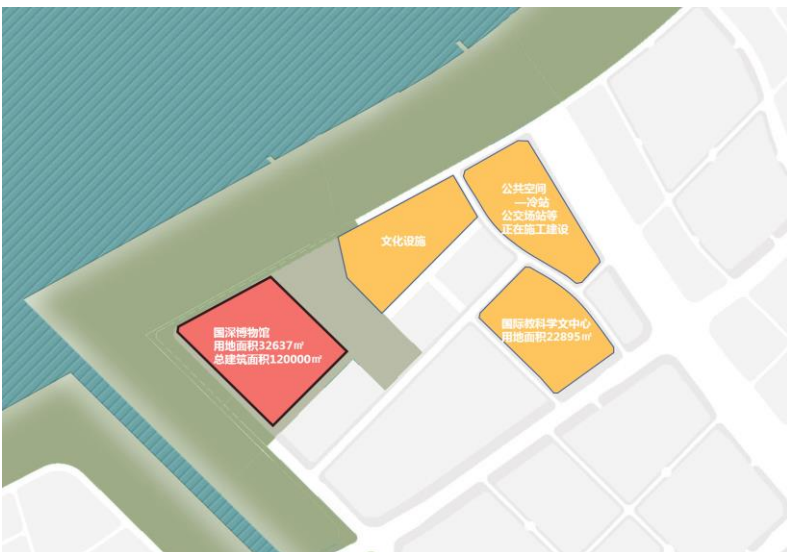 公共空间
—冷站
公交场站等
正在施工建设
文化设施
国深博物馆
用地面积32637㎡
总建筑面积120000㎡
国际教科学文中心
用地面积22895㎡